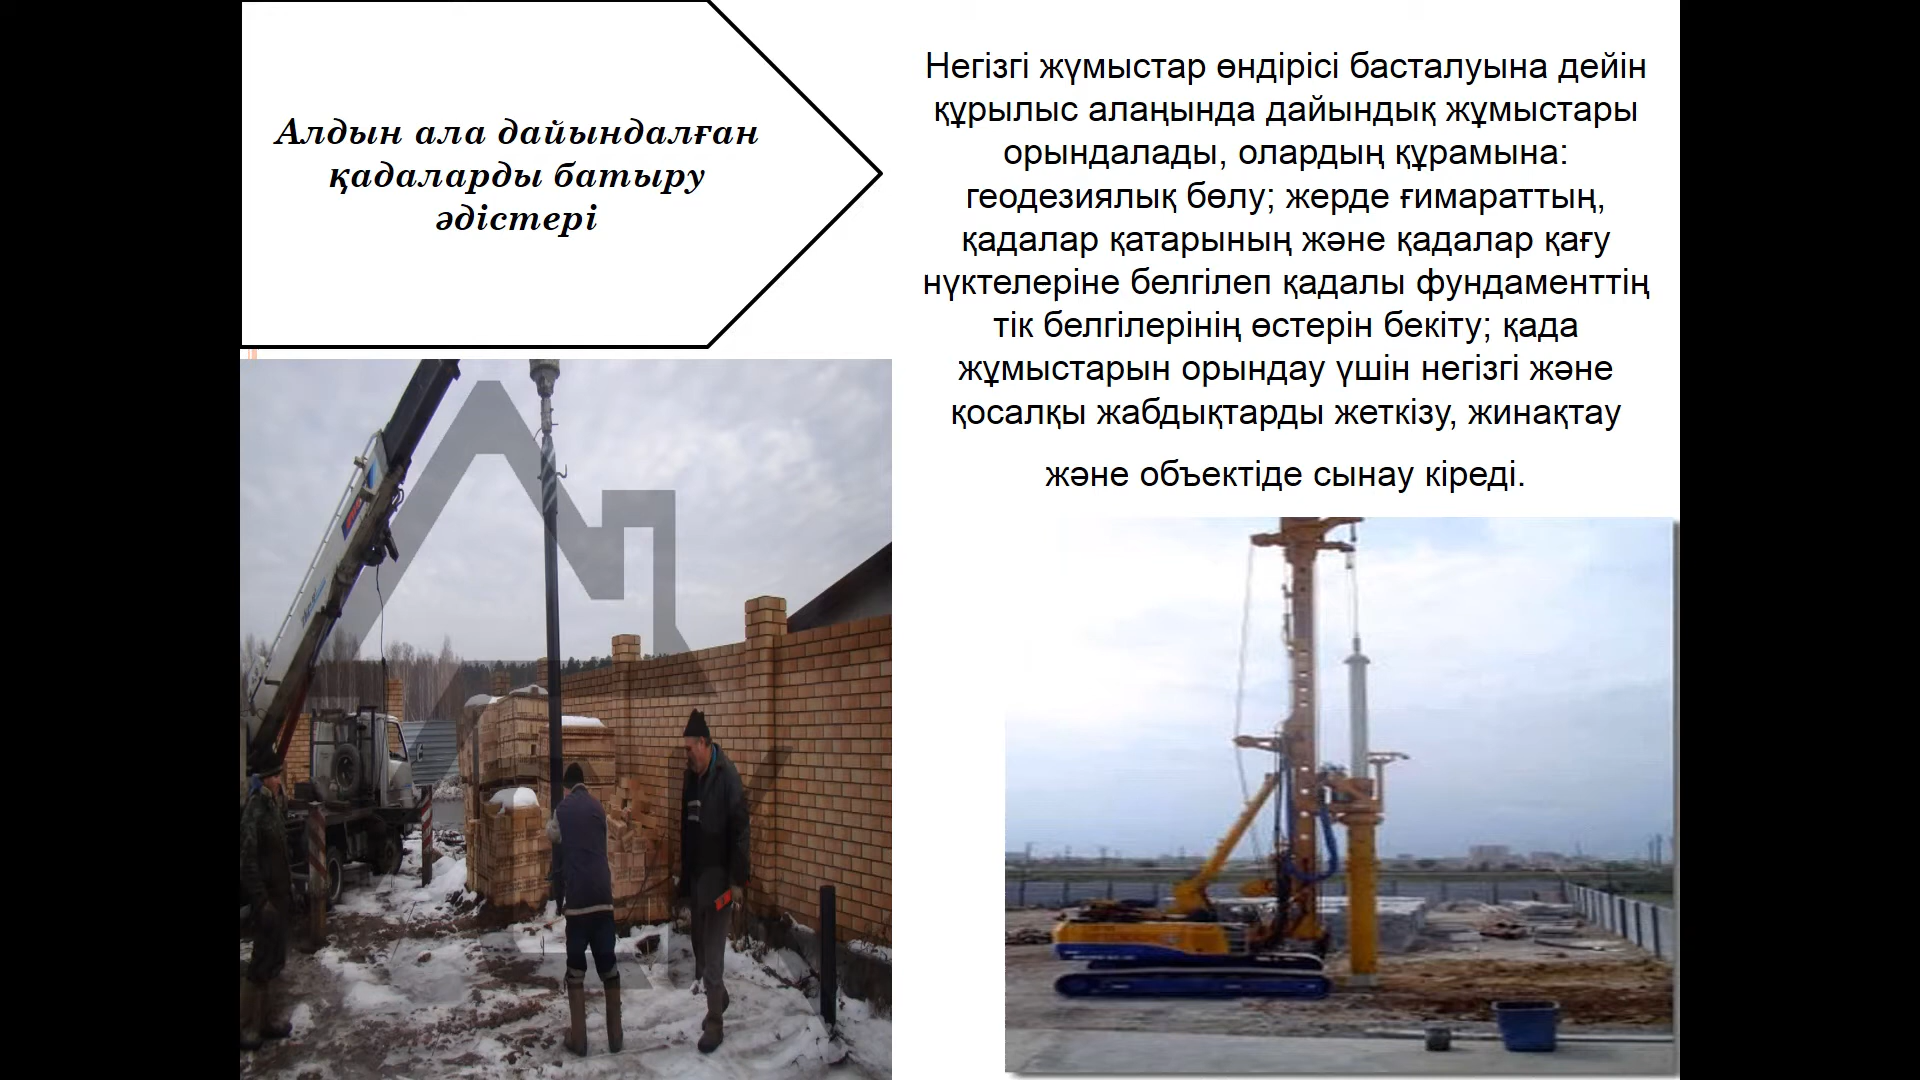 Алдын ала дайындалған
қадаларды батыру
әдістері
Негізгі жүмыстар өндірісі басталуына дейін
құрылыс алаңында дайындық жұмыстары
орындалады, олардың құрамына:
геодезиялық бөлу; жерде ғимараттың,
қадалар қатарының және қадалар қағу
нүктелеріне белгілеп қадалы фундаменттің
тік белгілерінің өстерін бекіту; қада
жұмыстарын орындау үшін негізгі және
қосалқы жабдықтарды жеткізу, жинақтау
және объектіде сынау кіреді.